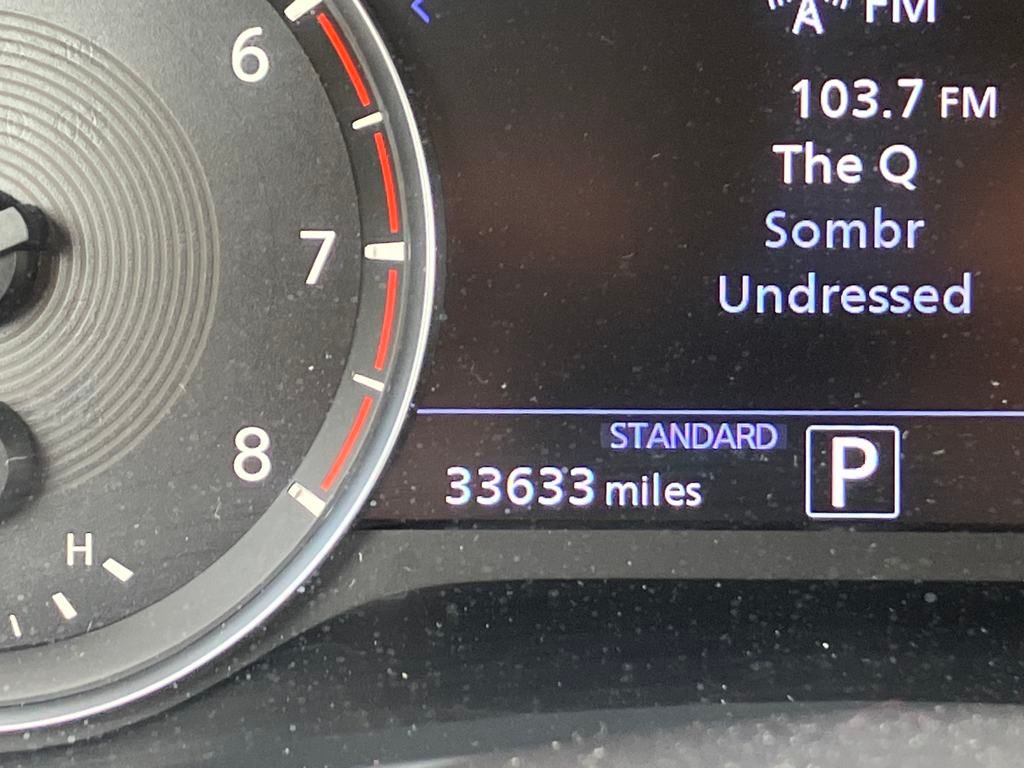 A FM
103.7 FM
The Q
Sombr
Undressed
STANDARD
33633 miles
P
6
7
8
H